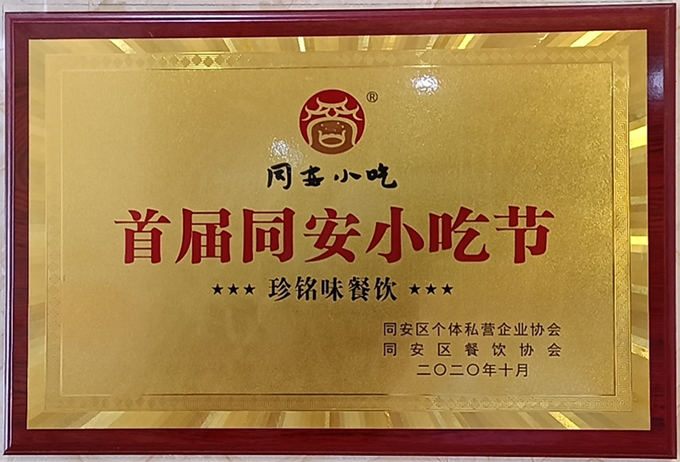 ®
同安小吃
首届同安小吃节
★★★ 珍铭味餐饮 ★★★
同安区个体私营企业协会
同安区餐饮协会
二〇二〇年十月